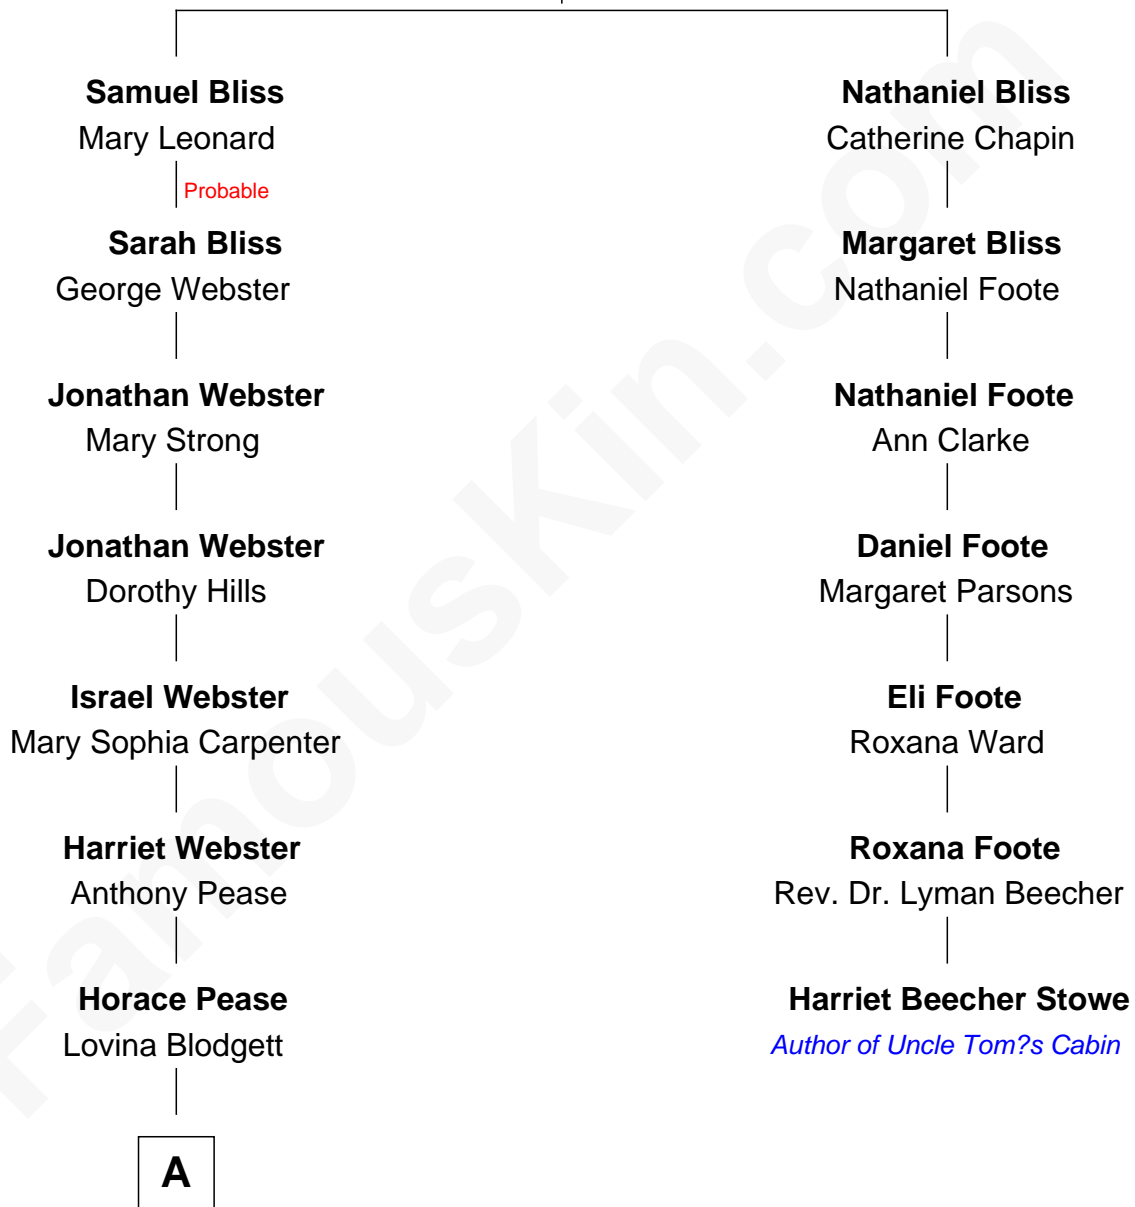 Samuel Bliss
Mary Leonard
Probable
Sarah Bliss
George Webster
Jonathan Webster
Mary Strong
Jonathan Webster
Dorothy Hills
Israel Webster
Mary Sophia Carpenter
Harriet Webster
Anthony Pease
Horace Pease
Lovina Blodgett
A
Nathaniel Bliss
Catherine Chapin
Margaret Bliss
Nathaniel Foote
Nathaniel Foote
Ann Clarke
Daniel Foote
Margaret Parsons
Eli Foote
Roxana Ward
Roxana Foote
Rev. Dr. Lyman Beecher
Harriet Beecher Stowe
Author of Uncle Tom?s Cabin
FamousKin.com